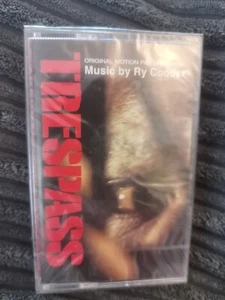 ORIGINAL MOTION PICTURE
Music by Ry Cooder
TRESPASS